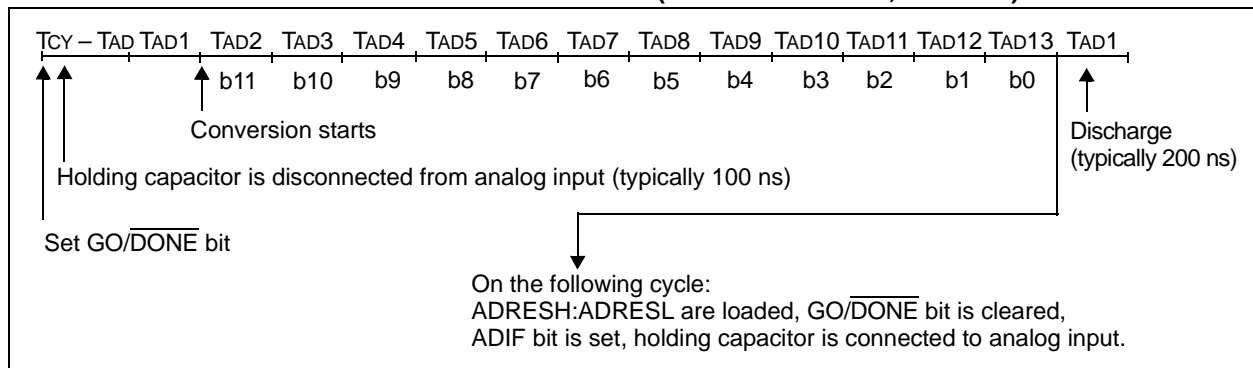 TCY – TAD TAD1 TAD2 TAD3 TAD4 TAD5 TAD6 TAD7 TAD8 TAD9 TAD10 TAD11 TAD12 TAD13 TAD1
b11 b10 b9 b8 b7 b6 b5 b4 b3 b2 b1 b0
Conversion starts
Discharge
(typically 200 ns)
Holding capacitor is disconnected from analog input (typically 100 ns)
Set GO/DONE bit
On the following cycle:
ADRESH:ADRESL are loaded, GO/DONE bit is cleared,
ADIF bit is set, holding capacitor is connected to analog input.